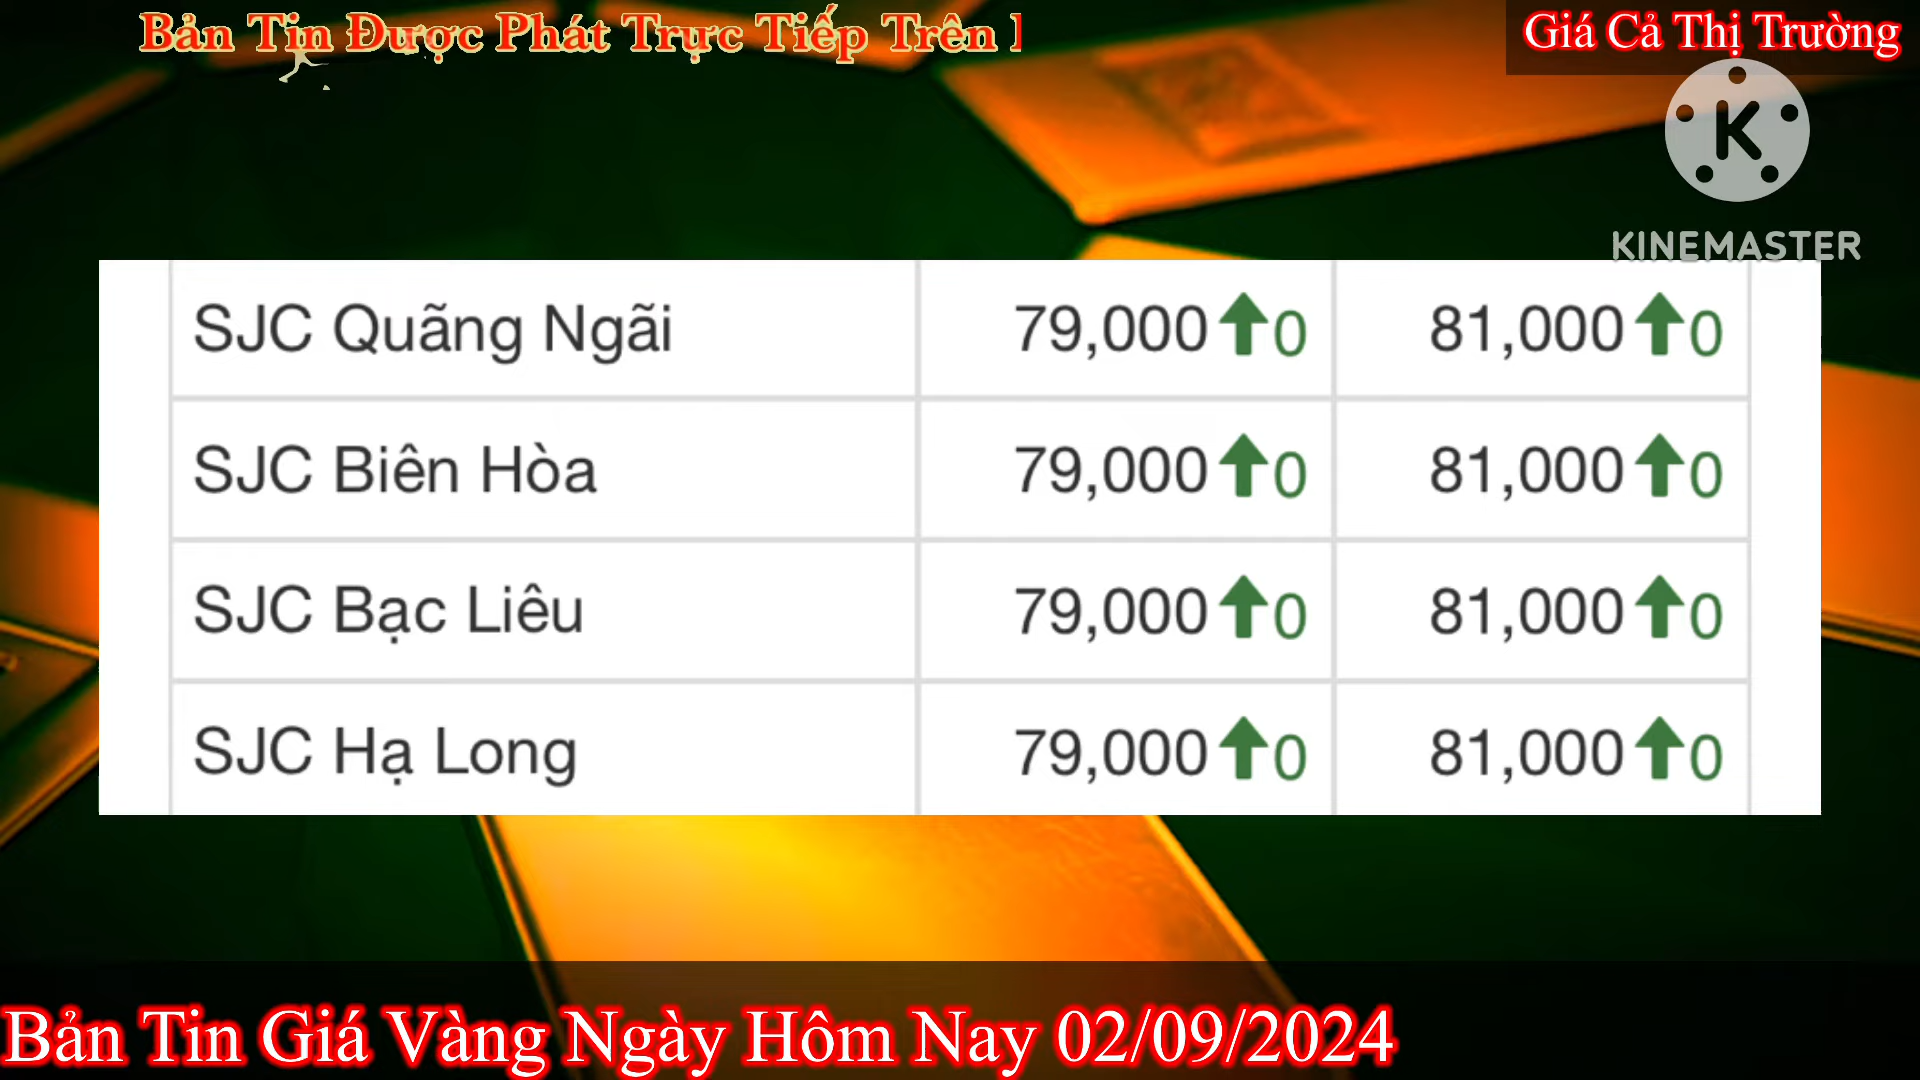 Bản Tin Được Phát Trực Tiếp Trên
Giá Cả Thị Trường
K
KINEMASTER
SJC Quãng Ngãi 79,000 0 81,000 0
SJC Biên Hòa 79,000 0 81,000 0
SJC Bạc Liêu 79,000 0 81,000 0
SJC Hạ Long 79,000 0 81,000 0
Bản Tin Giá Vàng Ngày Hôm Nay 02/09/2024